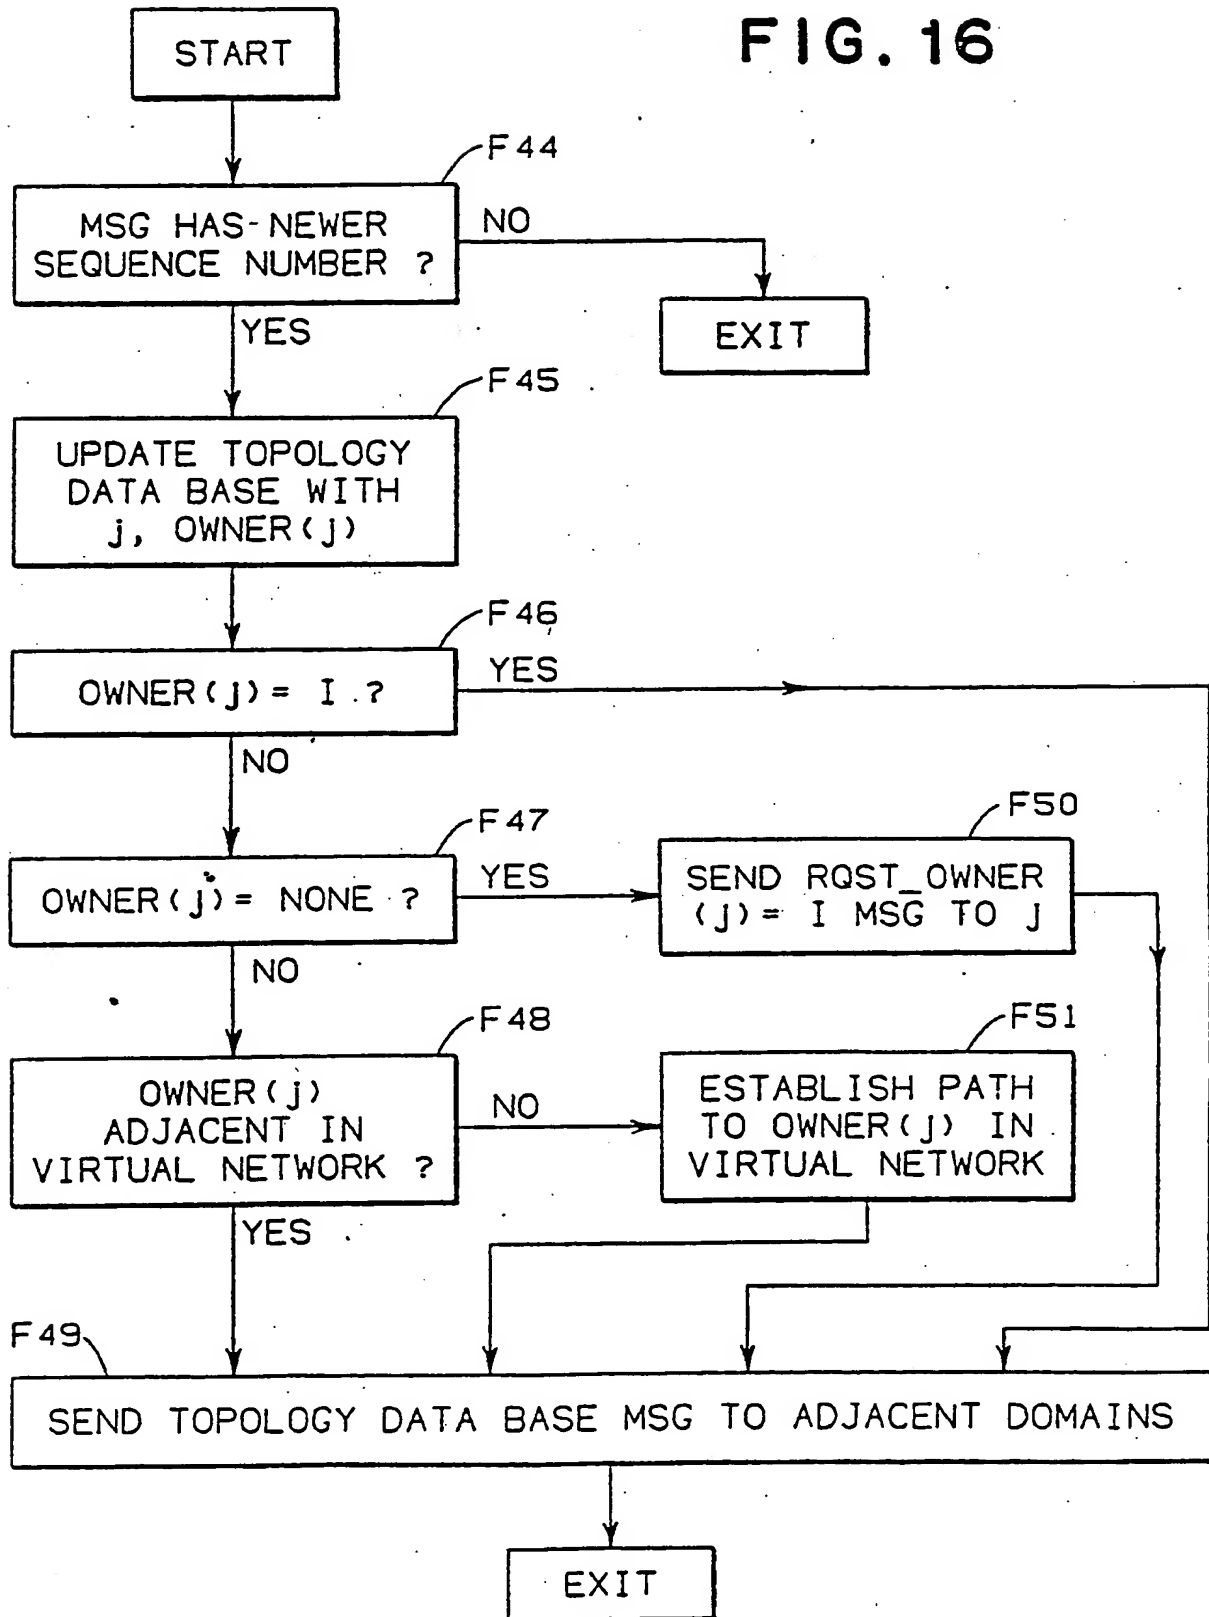 FIG. 16
START
F44
MSG HAS-NEWER
SEQUENCE NUMBER ?
NO
EXIT
YES
F45
UPDATE TOPOLOGY
DATA BASE WITH
j, OWNER(j)
F46
OWNER(j)= I ?
YES
NO
F47
OWNER(j)= NONE ?
YES
F50
SEND RQST_OWNER
(j)= I MSG TO j
NO
F48
OWNER(j)
ADJACENT IN
VIRTUAL NETWORK ?
NO
F51
ESTABLISH PATH
TO OWNER(j) IN
VIRTUAL NETWORK
YES
F49
SEND TOPOLOGY DATA BASE MSG TO ADJACENT DOMAINS
EXIT